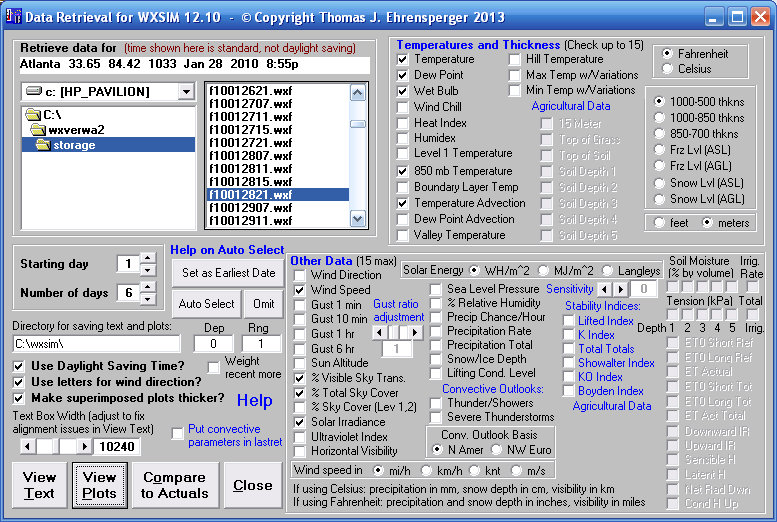 Data Retrieval for WXSIM 12.10 - © Copyright Thomas J. Ehrensperger 2013
Retrieve data for (time shown here is standard, not daylight saving)
Atlanta 33.65 84.42 1033 Jan 28 2010 8:55p
c: [HP_PAVILION]
C:\
wxverwa2
storage
f10012621.wxf
f10012707.wxf
f10012711.wxf
f10012715.wxf
f10012721.wxf
f10012807.wxf
f10012811.wxf
f10012815.wxf
f10012821.wxf
f10012907.wxf
f10012911.wxf
Temperatures and Thickness (Check up to 15)
Temperature
Dew Point
Wet Bulb
Wind Chill
Heat Index
Humidex
Level 1 Temperature
850 mb Temperature
Boundary Layer Temp
Temperature Advection
Dew Point Advection
Valley Temperature
Hill Temperature
Max Temp w/Variations
Min Temp w/Variations
Agricultural Data
15 Meter
Top of Grass
Top of Soil
Soil Depth 1
Soil Depth 2
Soil Depth 3
Soil Depth 4
Soil Depth 5
Fahrenheit
Celsius
1000-500 thkns
1000-850 thkns
850-700 thkns
Frz Lvl (ASL)
Frz Lvl (AGL)
Snow Lvl (ASL)
Snow Lvl (AGL)
feet meters
Starting day 1
Number of days 6
Help on Auto Select
Set as Earliest Date
Auto Select Omit
Directory for saving text and plots: Dep Rng
C:\wxsim\ 0 1
Use Daylight Saving Time?
Use letters for wind direction?
Make superimposed plots thicker?
Weight
recent more
Help
Text Box Width (adjust to fix
alignment issues in View Text)
10240
Put convective
parameters in lastret
View
Text
View
Plots
Compare
to Actuals
Close
Other Data (15 max)
Wind Direction
Wind Speed
Gust 1 min
Gust 10 min
Gust 1 hr
Gust 6 hr
Sun Altitude
% Visible Sky Trans.
% Total Sky Cover
% Sky Cover (Lev 1,2)
Solar Irradiance
Ultraviolet Index
Horizontal Visibility
Gust ratio
adjustment
1
Solar Energy WH/m^2 MJ/m^2 Langleys
Sea Level Pressure
% Relative Humidity
Precip Chance/Hour
Precipitation Rate
Precipitation Total
Snow/Ice Depth
Lifting Cond. Level
Convective Outlooks:
Thunder/Showers
Severe Thunderstorms
Conv. Outlook Basis
N Amer NW Euro
Sensitivity 0
Stability Indices:
Lifted Index
K Index
Total Totals
Showalter Index
KO Index
Boyden Index
Agricultural Data
Wind speed in mi/h km/h knt m/s
If using Celsius: precipitation in mm, snow depth in cm, visibility in km
If using Fahrenheit: precipitation and snow depth in inches, visibility in miles
Soil Moisture Irrig.
(% by volume) Rate
Tension (kPa) Total
Depth 1 2 3 4 5 Irrig.
ET0 Short Ref
ET0 Long Ref
ET Actual
ET0 Short Tot
ET0 Long Tot
ET Act Total
Downward IR
Upward IR
Sensible H
Latent H
Net Rad Dwn
Cond H Up